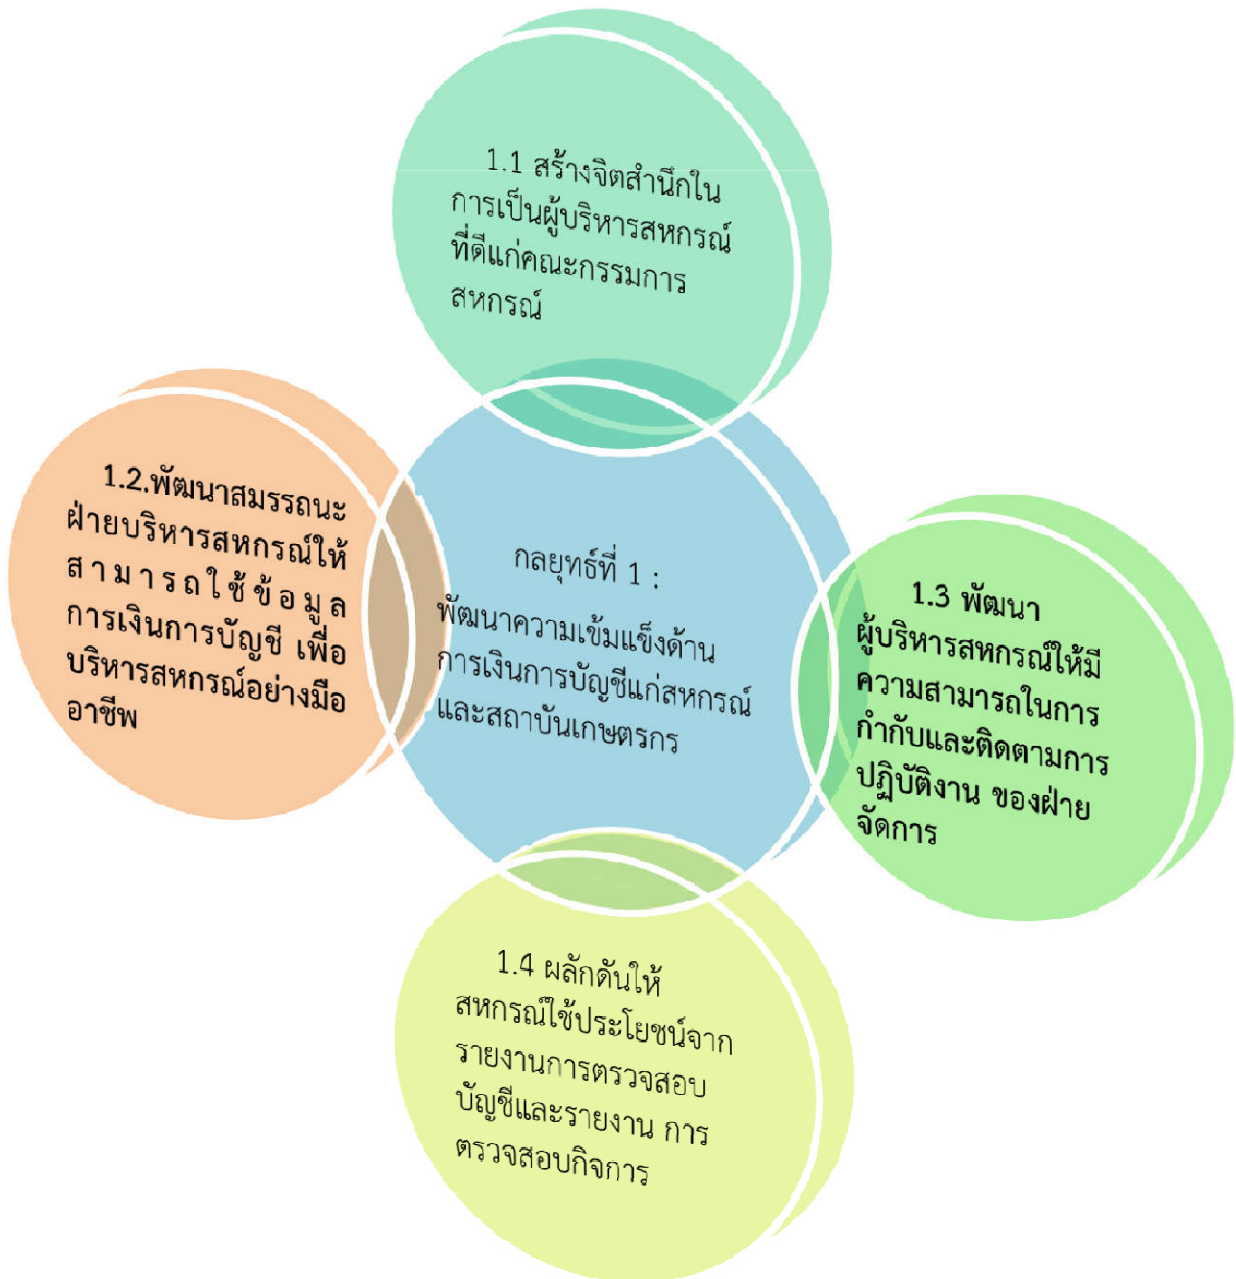 1.1 สร้างจิตสำนึกใน
การเป็นผู้บริหารสหกรณ์
ที่ดีแก่คณะกรรมการ
สหกรณ์
1.2.พัฒนาสมรรถนะ
ฝ่ายบริหารสหกรณ์ให้
สามารถใช้ข้อมูล
การเงินการบัญชี เพื่อ
บริหารสหกรณ์อย่างมือ
อาชีพ
กลยุทธ์ที่ 1 :
พัฒนาความเข้มแข็งด้าน
การเงินการบัญชีแก่สหกรณ์
และสถาบันเกษตรกร
1.3 พัฒนา
ผู้บริหารสหกรณ์ให้มี
ความสามารถในการ
กำกับและติดตามการ
ปฏิบัติงาน ของฝ่าย
จัดการ
1.4 ผลักดันให้
สหกรณ์ใช้ประโยชน์จาก
รายงานการตรวจสอบ
บัญชีและรายงาน การ
ตรวจสอบกิจการ